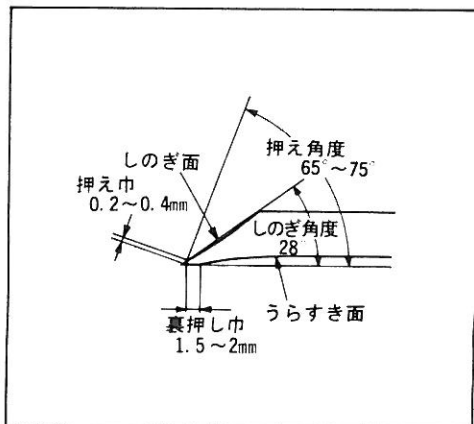 押え角度
65°～75°
しのぎ面
押え巾
0.2～0.4mm
しのぎ角度
28°
うらすき面
裏押し巾
1.5～2mm